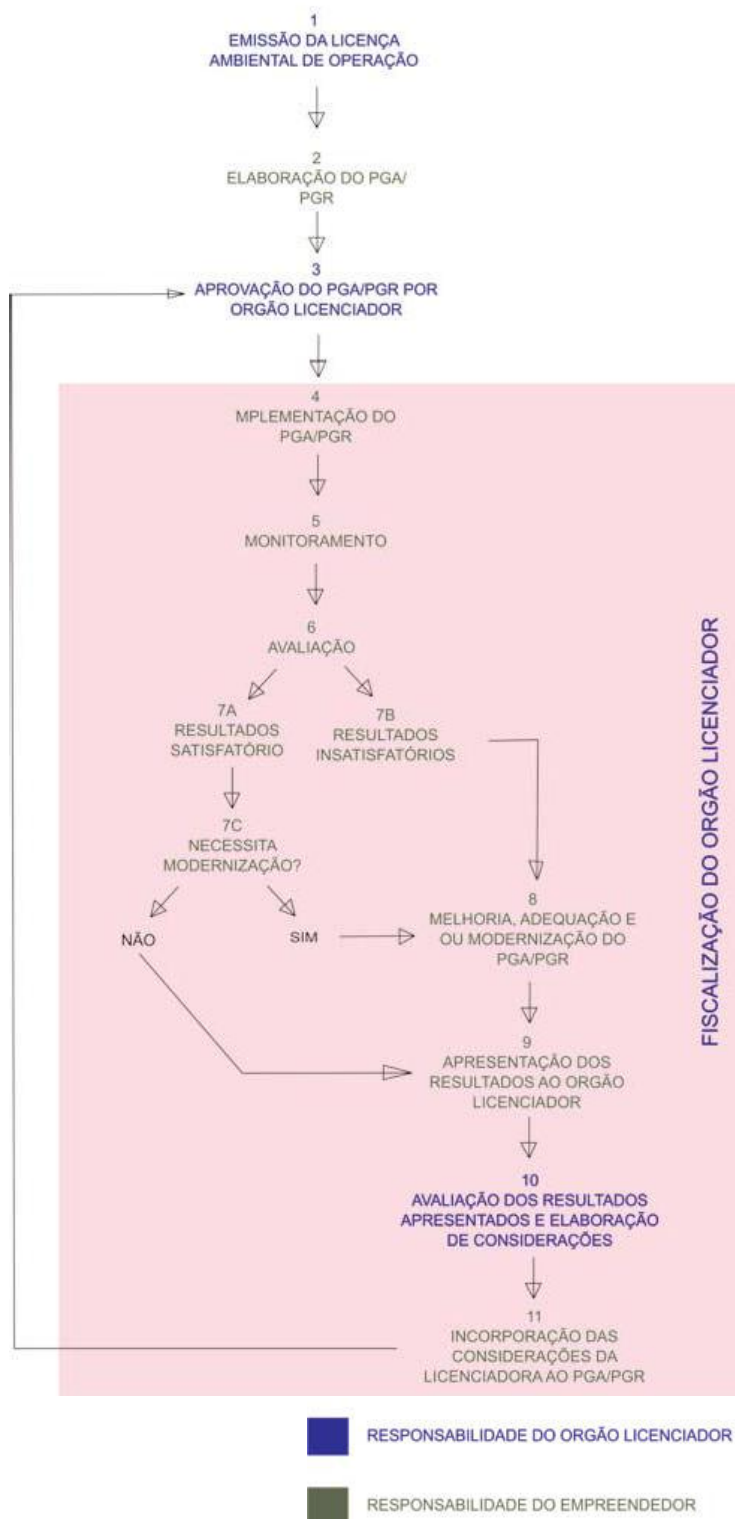 1
EMISSÃO DA LICENÇA
AMBIENTAL DE OPERAÇÃO
2
ELABORAÇÃO DO PGA/
PGR
3
APROVAÇÃO DO PGA/PGR POR
ORGÃO LICENCIADOR
4
MPLEMENTAÇÃO DO
PGA/PGR
5
MONITORAMENTO
6
AVALIAÇÃO
7A
RESULTADOS
SATISFATÓRIO
7B
RESULTADOS
INSATISFATÓRIOS
7C
NECESSITA
MODERNIZAÇÃO?
NÃO
SIM
8
MELHORIA, ADEQUAÇÃO E
OU MODERNIZAÇÃO DO
PGA/PGR
9
APRESENTAÇÃO DOS
RESULTADOS AO ORGÃO
LICENCIADOR
10
AVALIAÇÃO DOS RESULTADOS
APRESENTADOS E ELABORAÇÃO
DE CONSIDERAÇÕES
11
INCORPORAÇÃO DAS
CONSIDERAÇÕES DA
LICENCIADORA AO PGA/PGR
FISCALIZAÇÃO DO ORGÃO LICENCIADOR
RESPONSABILIDADE DO ORGÃO LICENCIADOR
RESPONSABILIDADE DO EMPREENDEDOR